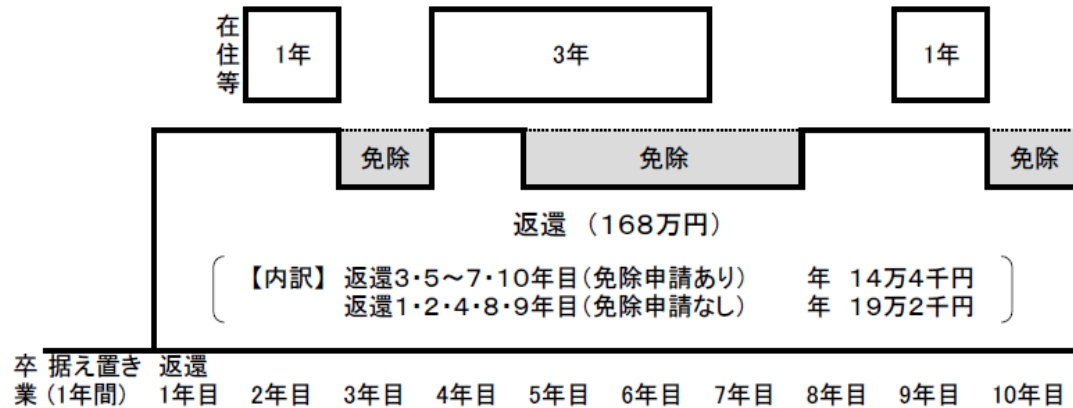 在住等
1年 3年 1年
免除 免除 免除
返還 （168万円）
【内訳】 返還3・5～7・10年目(免除申請あり) 年 14万4千円
返還1・2・4・8・9年目(免除申請なし) 年 19万2千円
卒業
据え置き 返還
(1年間) 1年目 2年目 3年目 4年目 5年目 6年目 7年目 8年目 9年目 10年目